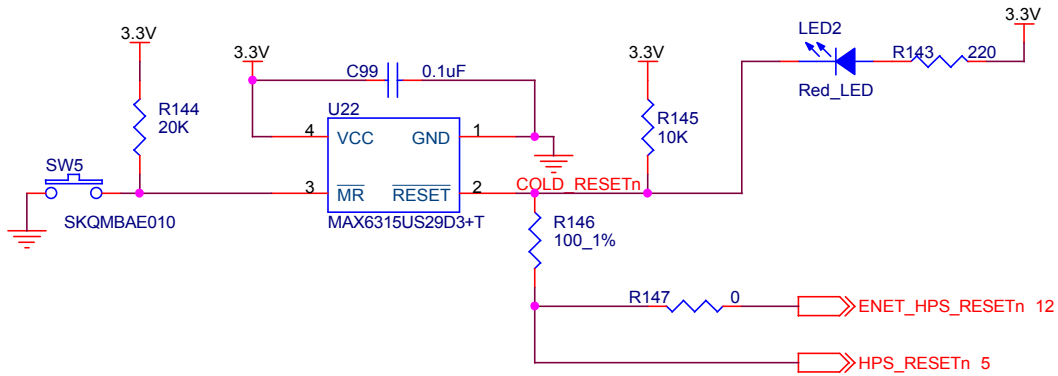 3.3V
R144
20K
SW5
SKQMBAE010
3.3V
C99 0.1uF
U22
4 VCC GND 1
3 MR RESET 2
MAX6315US29D3+T
COLD_RESETn
3.3V
R145
10K
LED2
Red_LED
R143 220
3.3V
R146
100_1%
R147 0
ENET_HPS_RESETn 12
HPS_RESETn 5